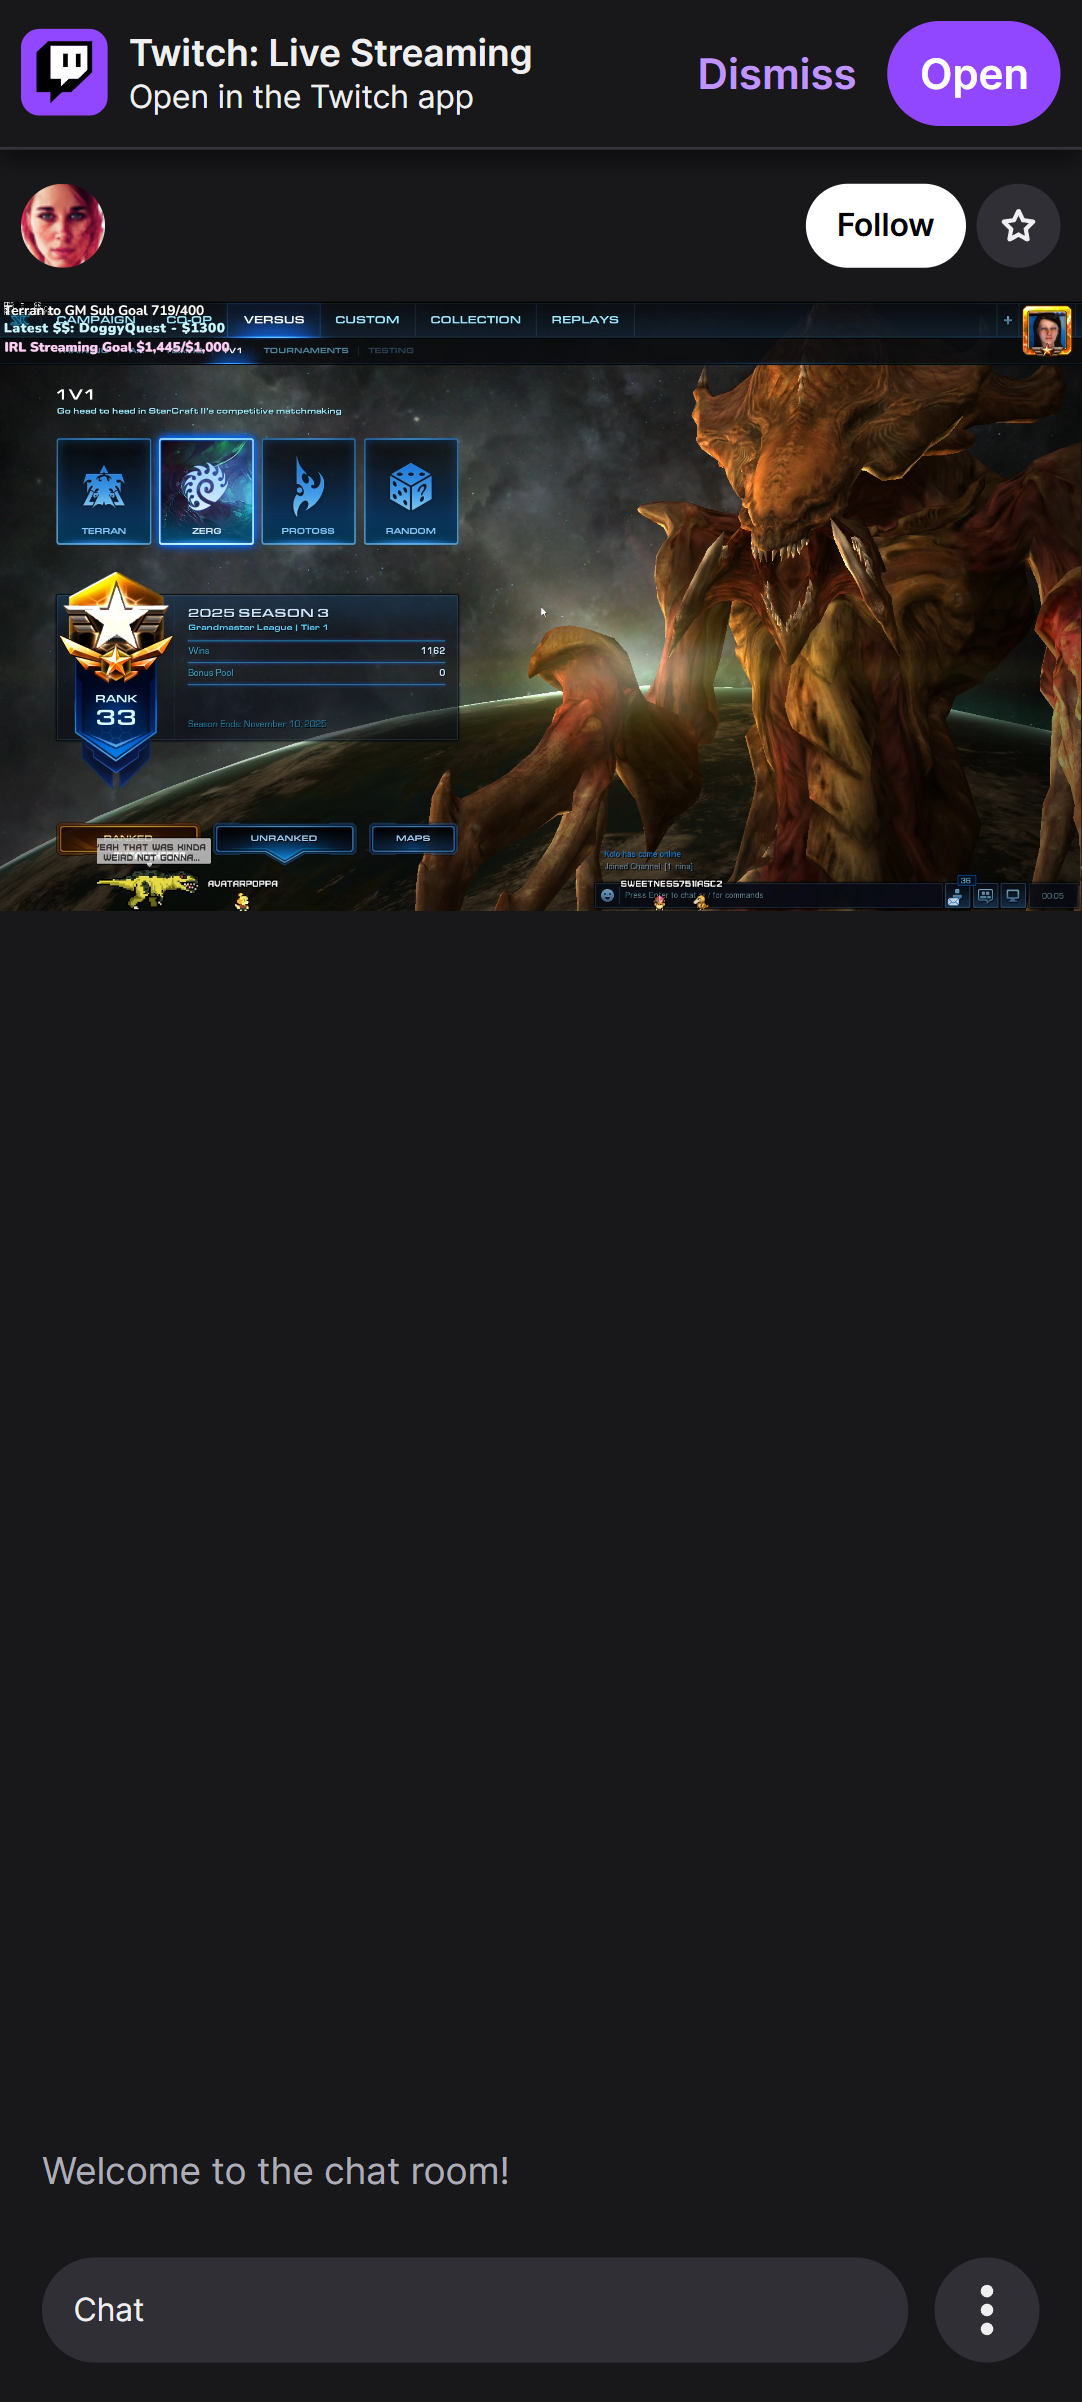 Twitch: Live Streaming
Open in the Twitch app
Dismiss
Open
Follow
Terran to GM Sub Goal 719/400
Latest $$: DoggyQuest - $1300
IRL Streaming Goal $1,445/$1,000
CAMPAIGN
CO-OP
VERSUS
CUSTOM
COLLECTION
REPLAYS
+
1V1
TOURNAMENTS
TESTING
1V1
Go head to head in StarCraft II's competitive matchmaking
TERRAN
ZERG
PROTOSS
RANDOM
2025 SEASON 3
Grandmaster League | Tier 1
Wins 1162
Bonus Pool 0
Season Ends: November 10, 2025
RANK
33
RANKED
UNRANKED
MAPS
YEAH THAT WAS KINDA
WEIRD NOT GONNA...
AVATARPOPPA
Kolo has come online
Joined Channel: [1. nina]
SWEETNESS751IASC2
Press Enter to chat or / for commands
36
00:05
Welcome to the chat room!
Chat